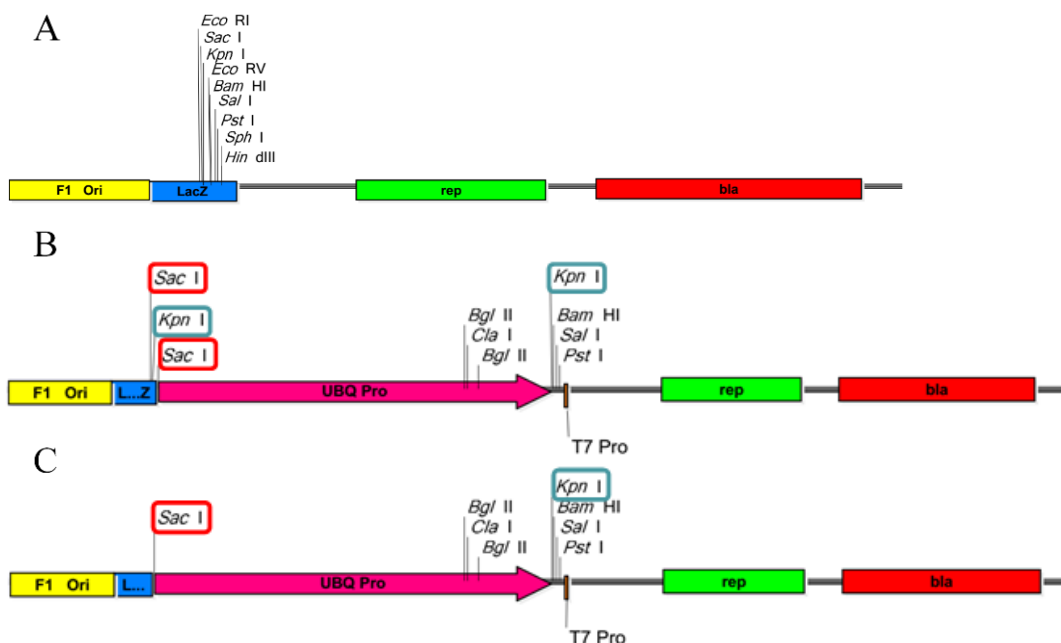 A
Eco RI
Sac I
Kpn I
Eco RV
Bam HI
Sal I
Pst I
Sph I
Hin dIII
F1 Ori LacZ rep bla
B
Sac I Kpn I
Kpn I Bgl II Bam HI
Sac I Cla I Sal I
Bgl II Pst I
F1 Ori L...Z UBQ Pro rep bla
T7 Pro
C
Kpn I
Sac I Bgl II Bam HI
Cla I Sal I
Bgl II Pst I
F1 Ori L... UBQ Pro rep bla
T7 Pro